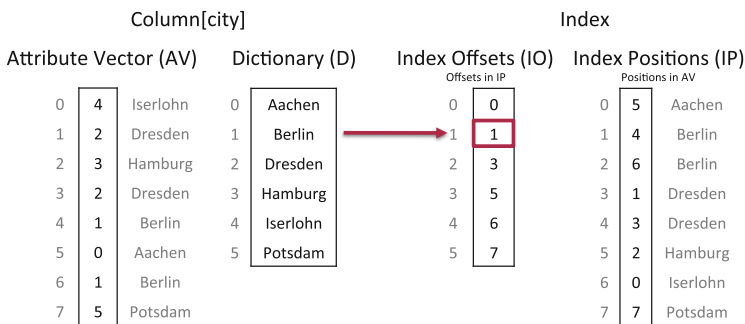 Column[city] Index
Attribute Vector (AV) Dictionary (D) Index Offsets (IO) Index Positions (IP)
Offsets in IP Positions in AV
0 4 Iserlohn 0 Aachen 0 0 0 5 Aachen
1 2 Dresden 1 Berlin 1 1 1 4 Berlin
2 3 Hamburg 2 Dresden 2 3 2 6 Berlin
3 2 Dresden 3 Hamburg 3 5 3 1 Dresden
4 1 Berlin 4 Iserlohn 4 6 4 3 Dresden
5 0 Aachen 5 Potsdam 5 7 5 2 Hamburg
6 1 Berlin 6 0 Iserlohn
7 5 Potsdam 7 7 Potsdam